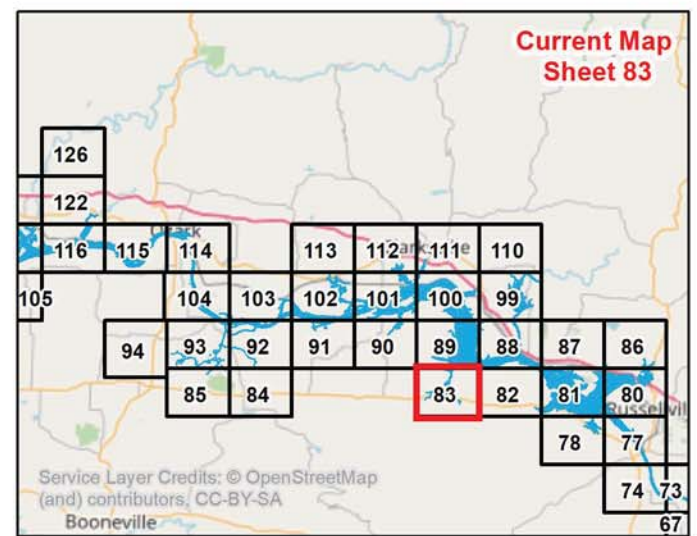 Current Map
Sheet 83
126
122
116 115 114 113 112 111 110
105 104 103 102 101 100 99
94 93 92 91 90 89 88 87 86
85 84 83 82 81 80
78 77
74 73
67
Service Layer Credits: © OpenStreetMap
(and) contributors, CC-BY-SA
Booneville